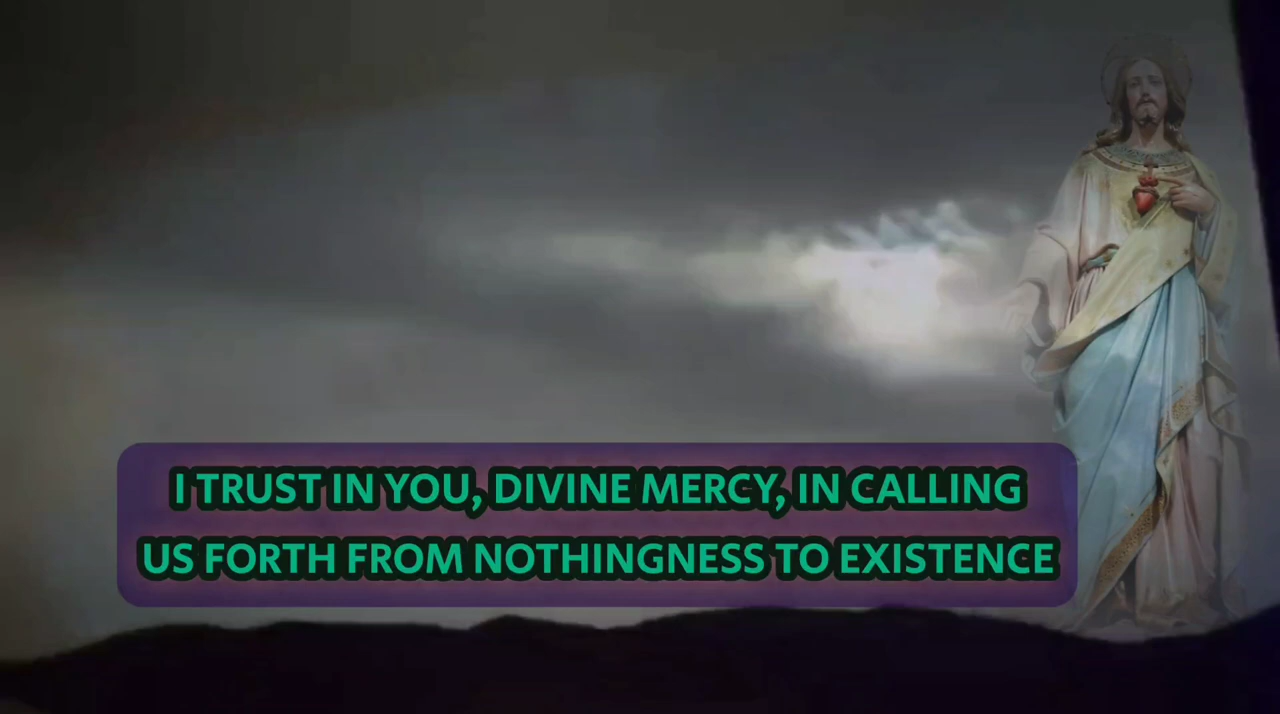 I TRUST IN YOU, DIVINE MERCY, IN CALLING
US FORTH FROM NOTHINGNESS TO EXISTENCE